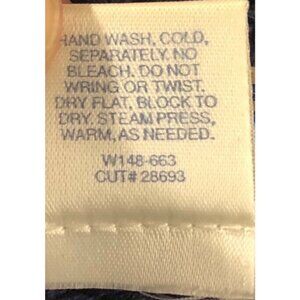 HAND WASH, COLD,
SEPARATELY. NO
BLEACH. DO NOT
WRING OR TWIST.
DRY FLAT, BLOCK TO
DRY. STEAM PRESS,
WARM, AS NEEDED.
W148-663
CUT# 28693